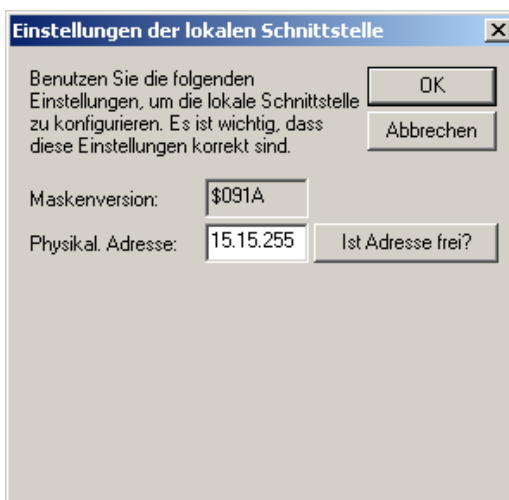 Einstellungen der lokalen Schnittstelle
Benutzen Sie die folgenden
Einstellungen, um die lokale Schnittstelle
zu konfigurieren. Es ist wichtig, dass
diese Einstellungen korrekt sind.
OK
Abbrechen
Maskenversion: $091A
Physikal. Adresse: 15.15.255 Ist Adresse frei?